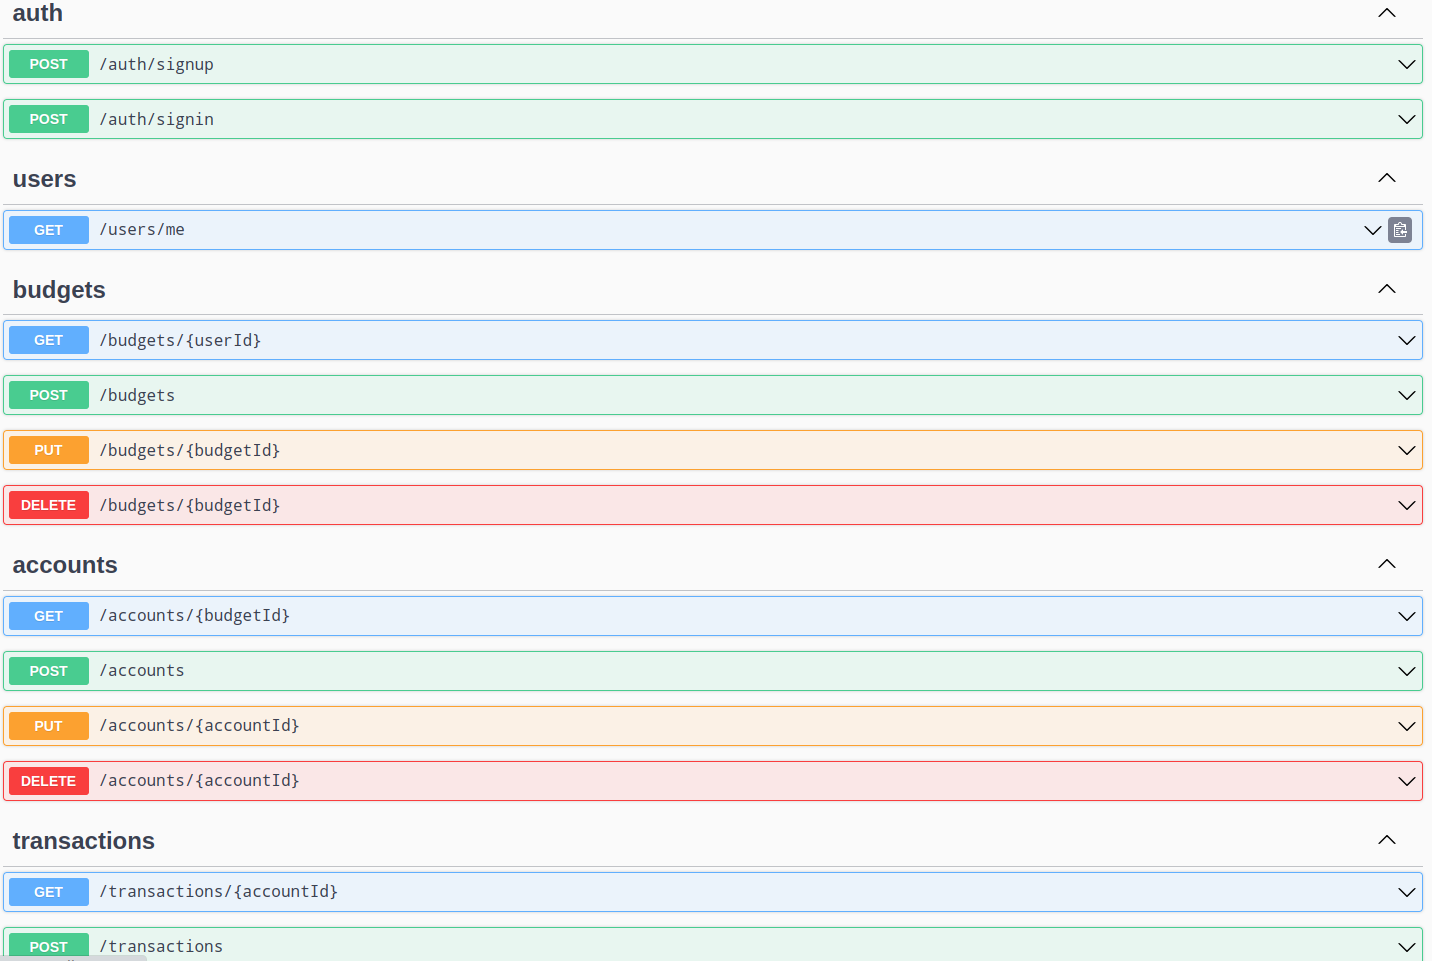 auth
POST /auth/signup
POST /auth/signin
users
GET /users/me
budgets
GET /budgets/{userId}
POST /budgets
PUT /budgets/{budgetId}
DELETE /budgets/{budgetId}
accounts
GET /accounts/{budgetId}
POST /accounts
PUT /accounts/{accountId}
DELETE /accounts/{accountId}
transactions
GET /transactions/{accountId}
POST /transactions